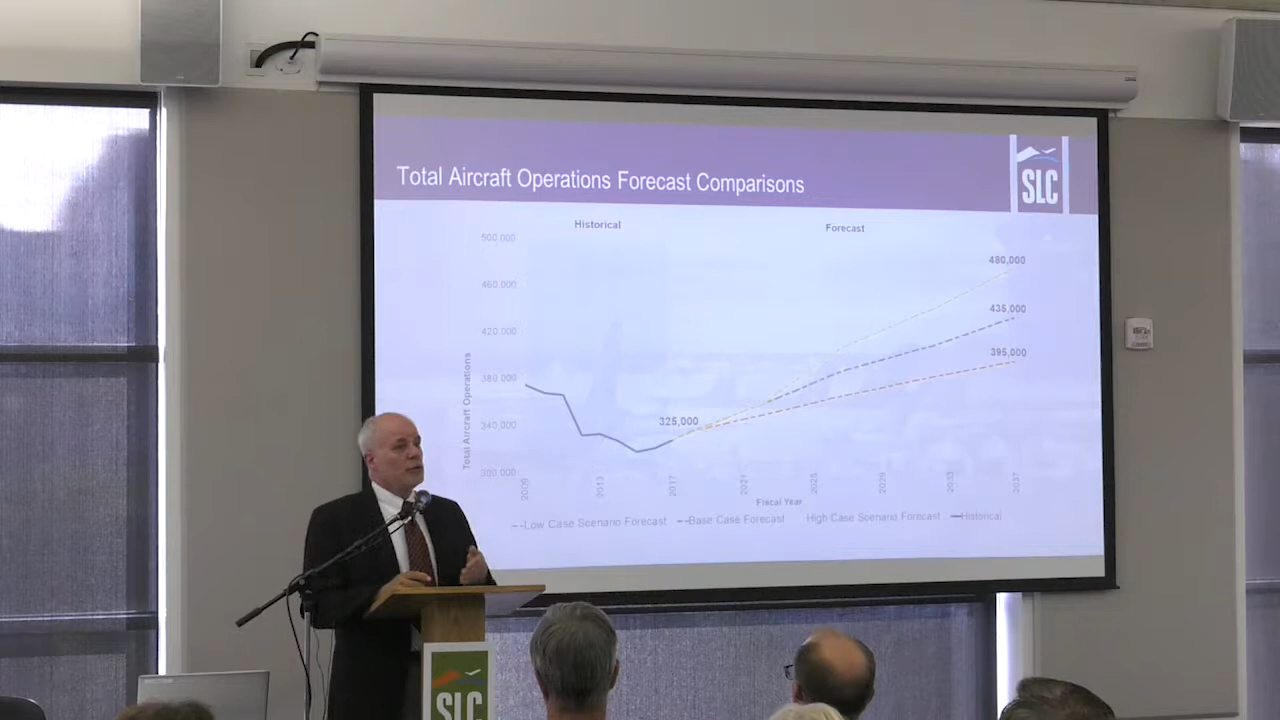 Total Aircraft Operations Forecast Comparisons
SLC
Historical
Forecast
500,000
460,000
420,000
380,000
340,000
300,000
Total Aircraft Operations
480,000
435,000
395,000
325,000
2009
2013
2017
2021
2025
2029
2033
2037
Fiscal Year
Low Case Scenario Forecast
Base Case Forecast
High Case Scenario Forecast
Historical
SLC